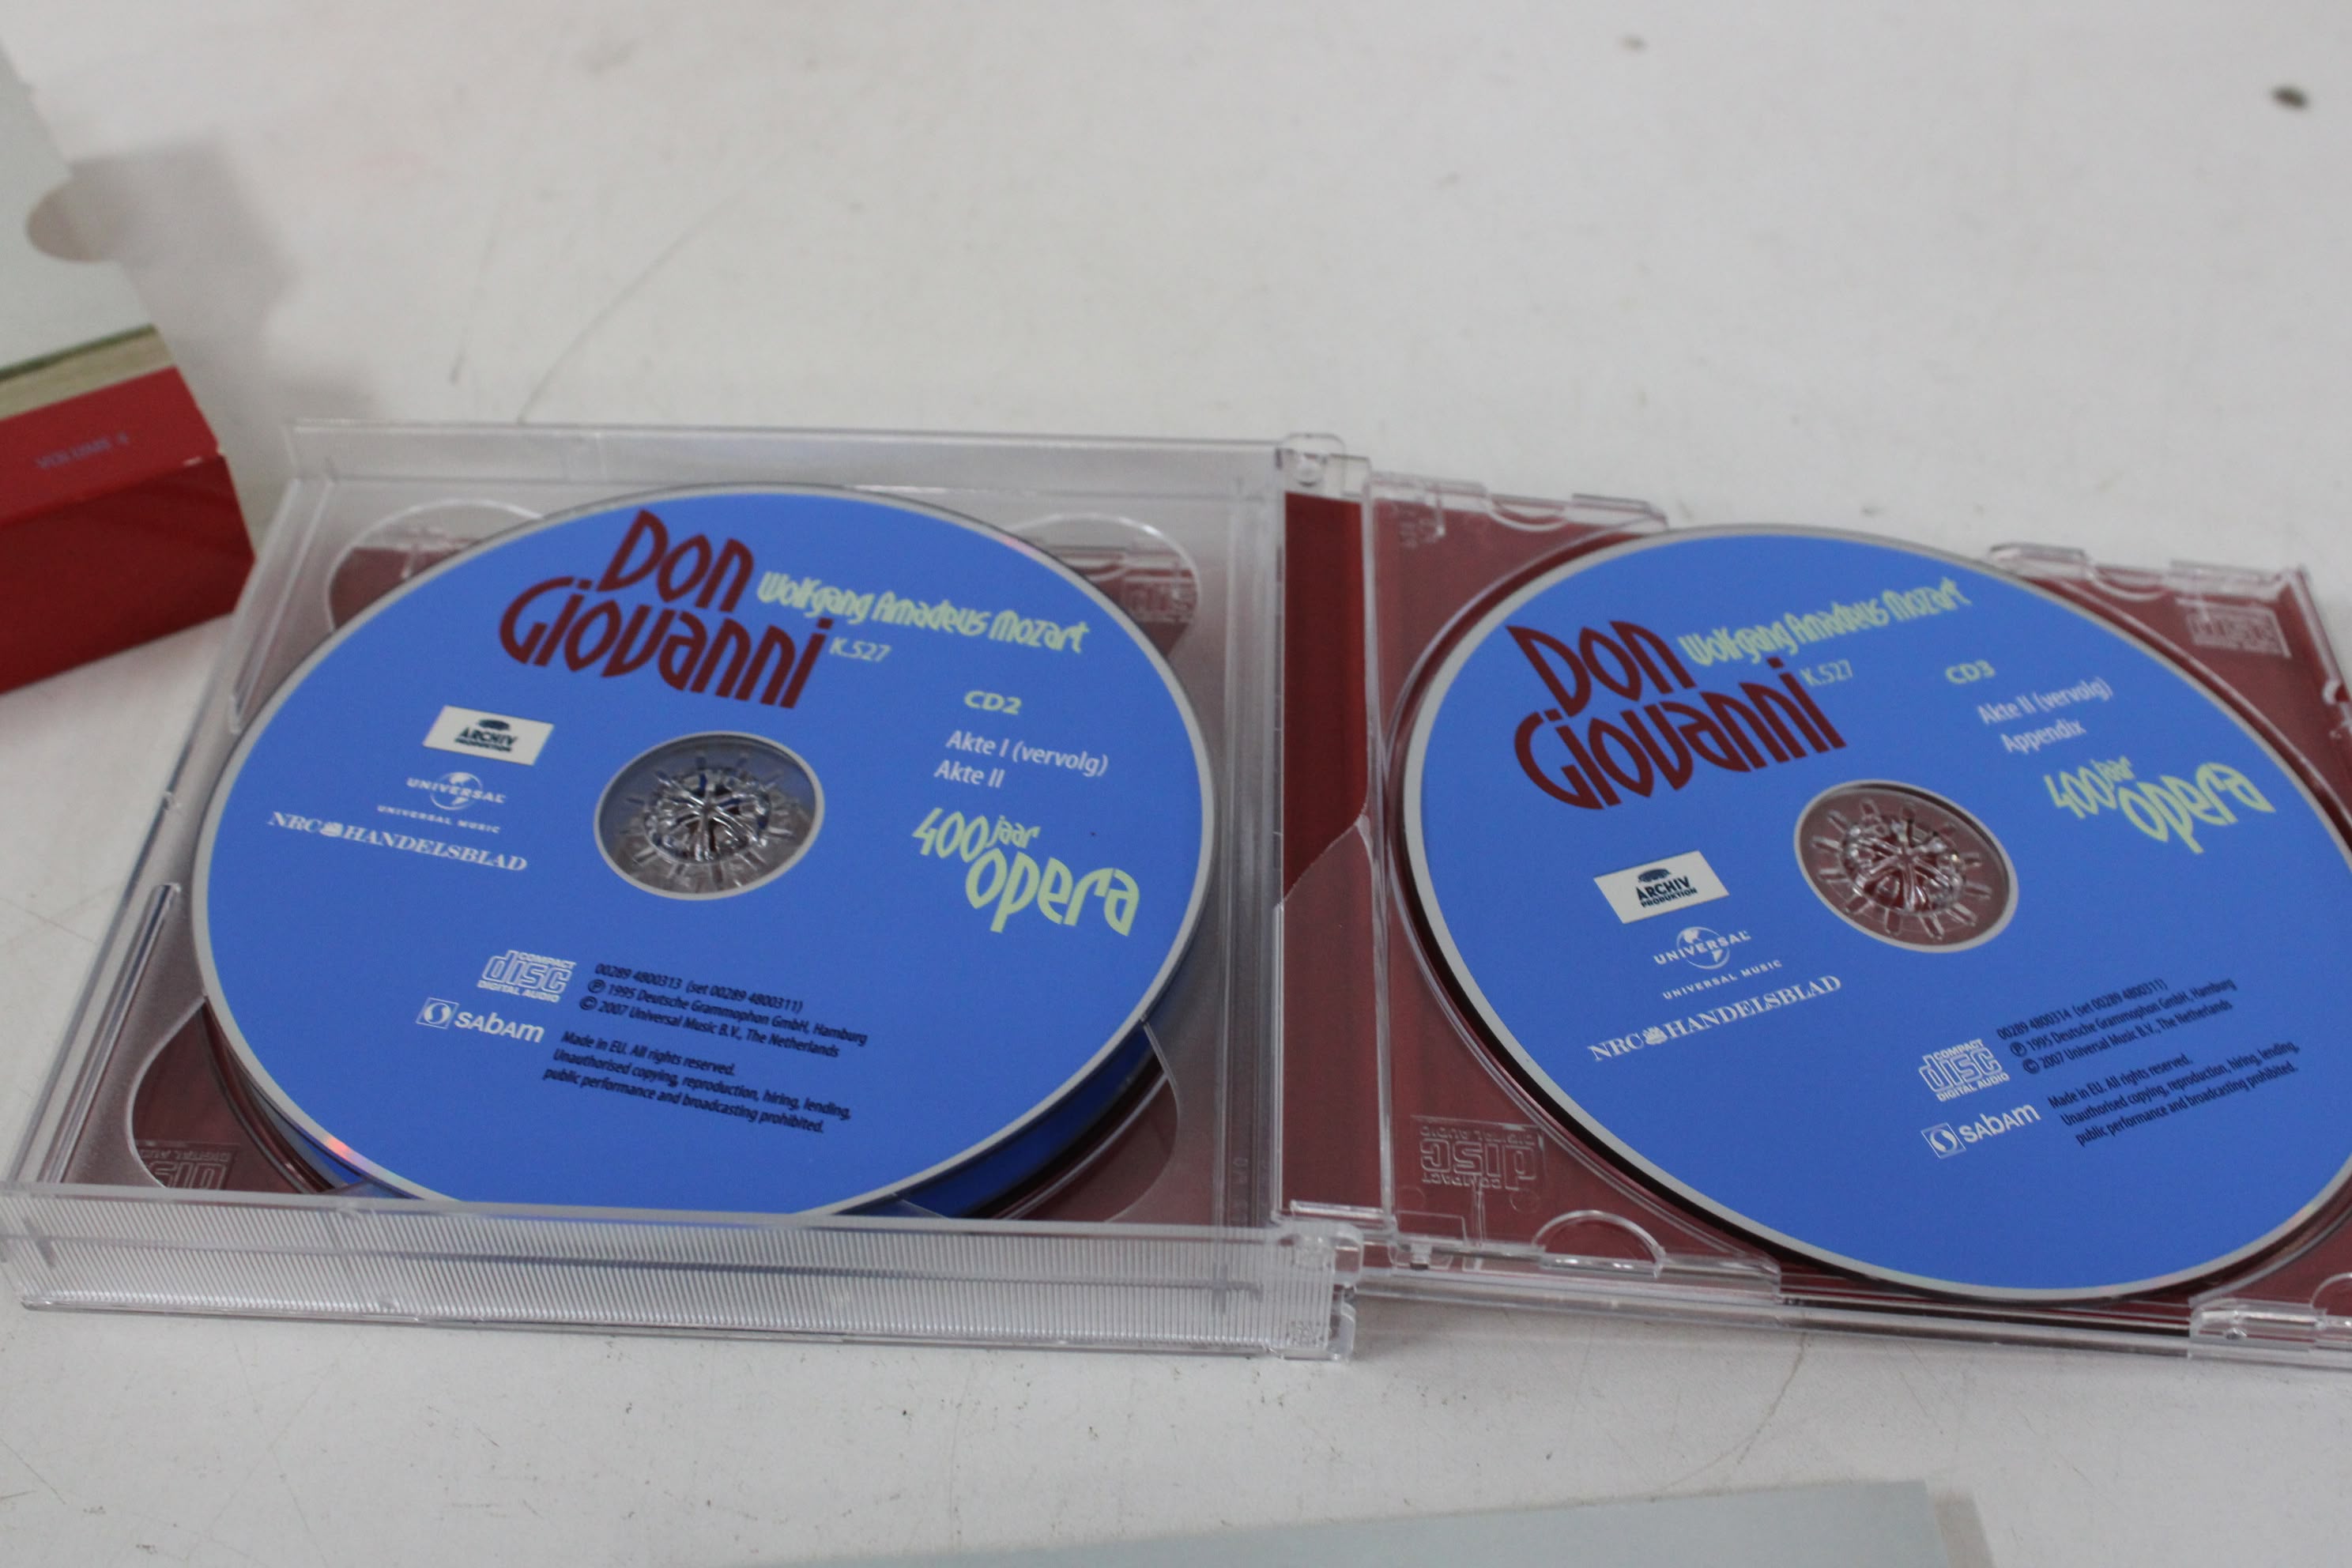 VOLUME 4
Don
Giovanni
Wolfgang Amadeus Mozart
K.527
CD2
Akte I (vervolg)
Akte II
400 jaar
opera
ARCHIV
PRODUKTION
UNIVERSAL
UNIVERSAL MUSIC
NRC HANDELSBLAD
COMPACT
disc
DIGITAL AUDIO
sabam
00289 4800313 (set 00289 4800311)
℗ 1995 Deutsche Grammophon GmbH, Hamburg
© 2007 Universal Music B.V., The Netherlands
Made in EU. All rights reserved.
Unauthorised copying, reproduction, hiring, lending,
public performance and broadcasting prohibited.
Don
Giovanni
Wolfgang Amadeus Mozart
K.527
CD3
Akte II (vervolg)
Appendix
400 jaar
opera
ARCHIV
PRODUKTION
UNIVERSAL
UNIVERSAL MUSIC
NRC HANDELSBLAD
COMPACT
disc
DIGITAL AUDIO
sabam
00289 4800314 (set 00289 4800311)
℗ 1995 Deutsche Grammophon GmbH, Hamburg
© 2007 Universal Music B.V., The Netherlands
Made in EU. All rights reserved.
Unauthorised copying, reproduction, hiring, lending,
public performance and broadcasting prohibited.
COMPACT
disc
DIGITAL AUDIO